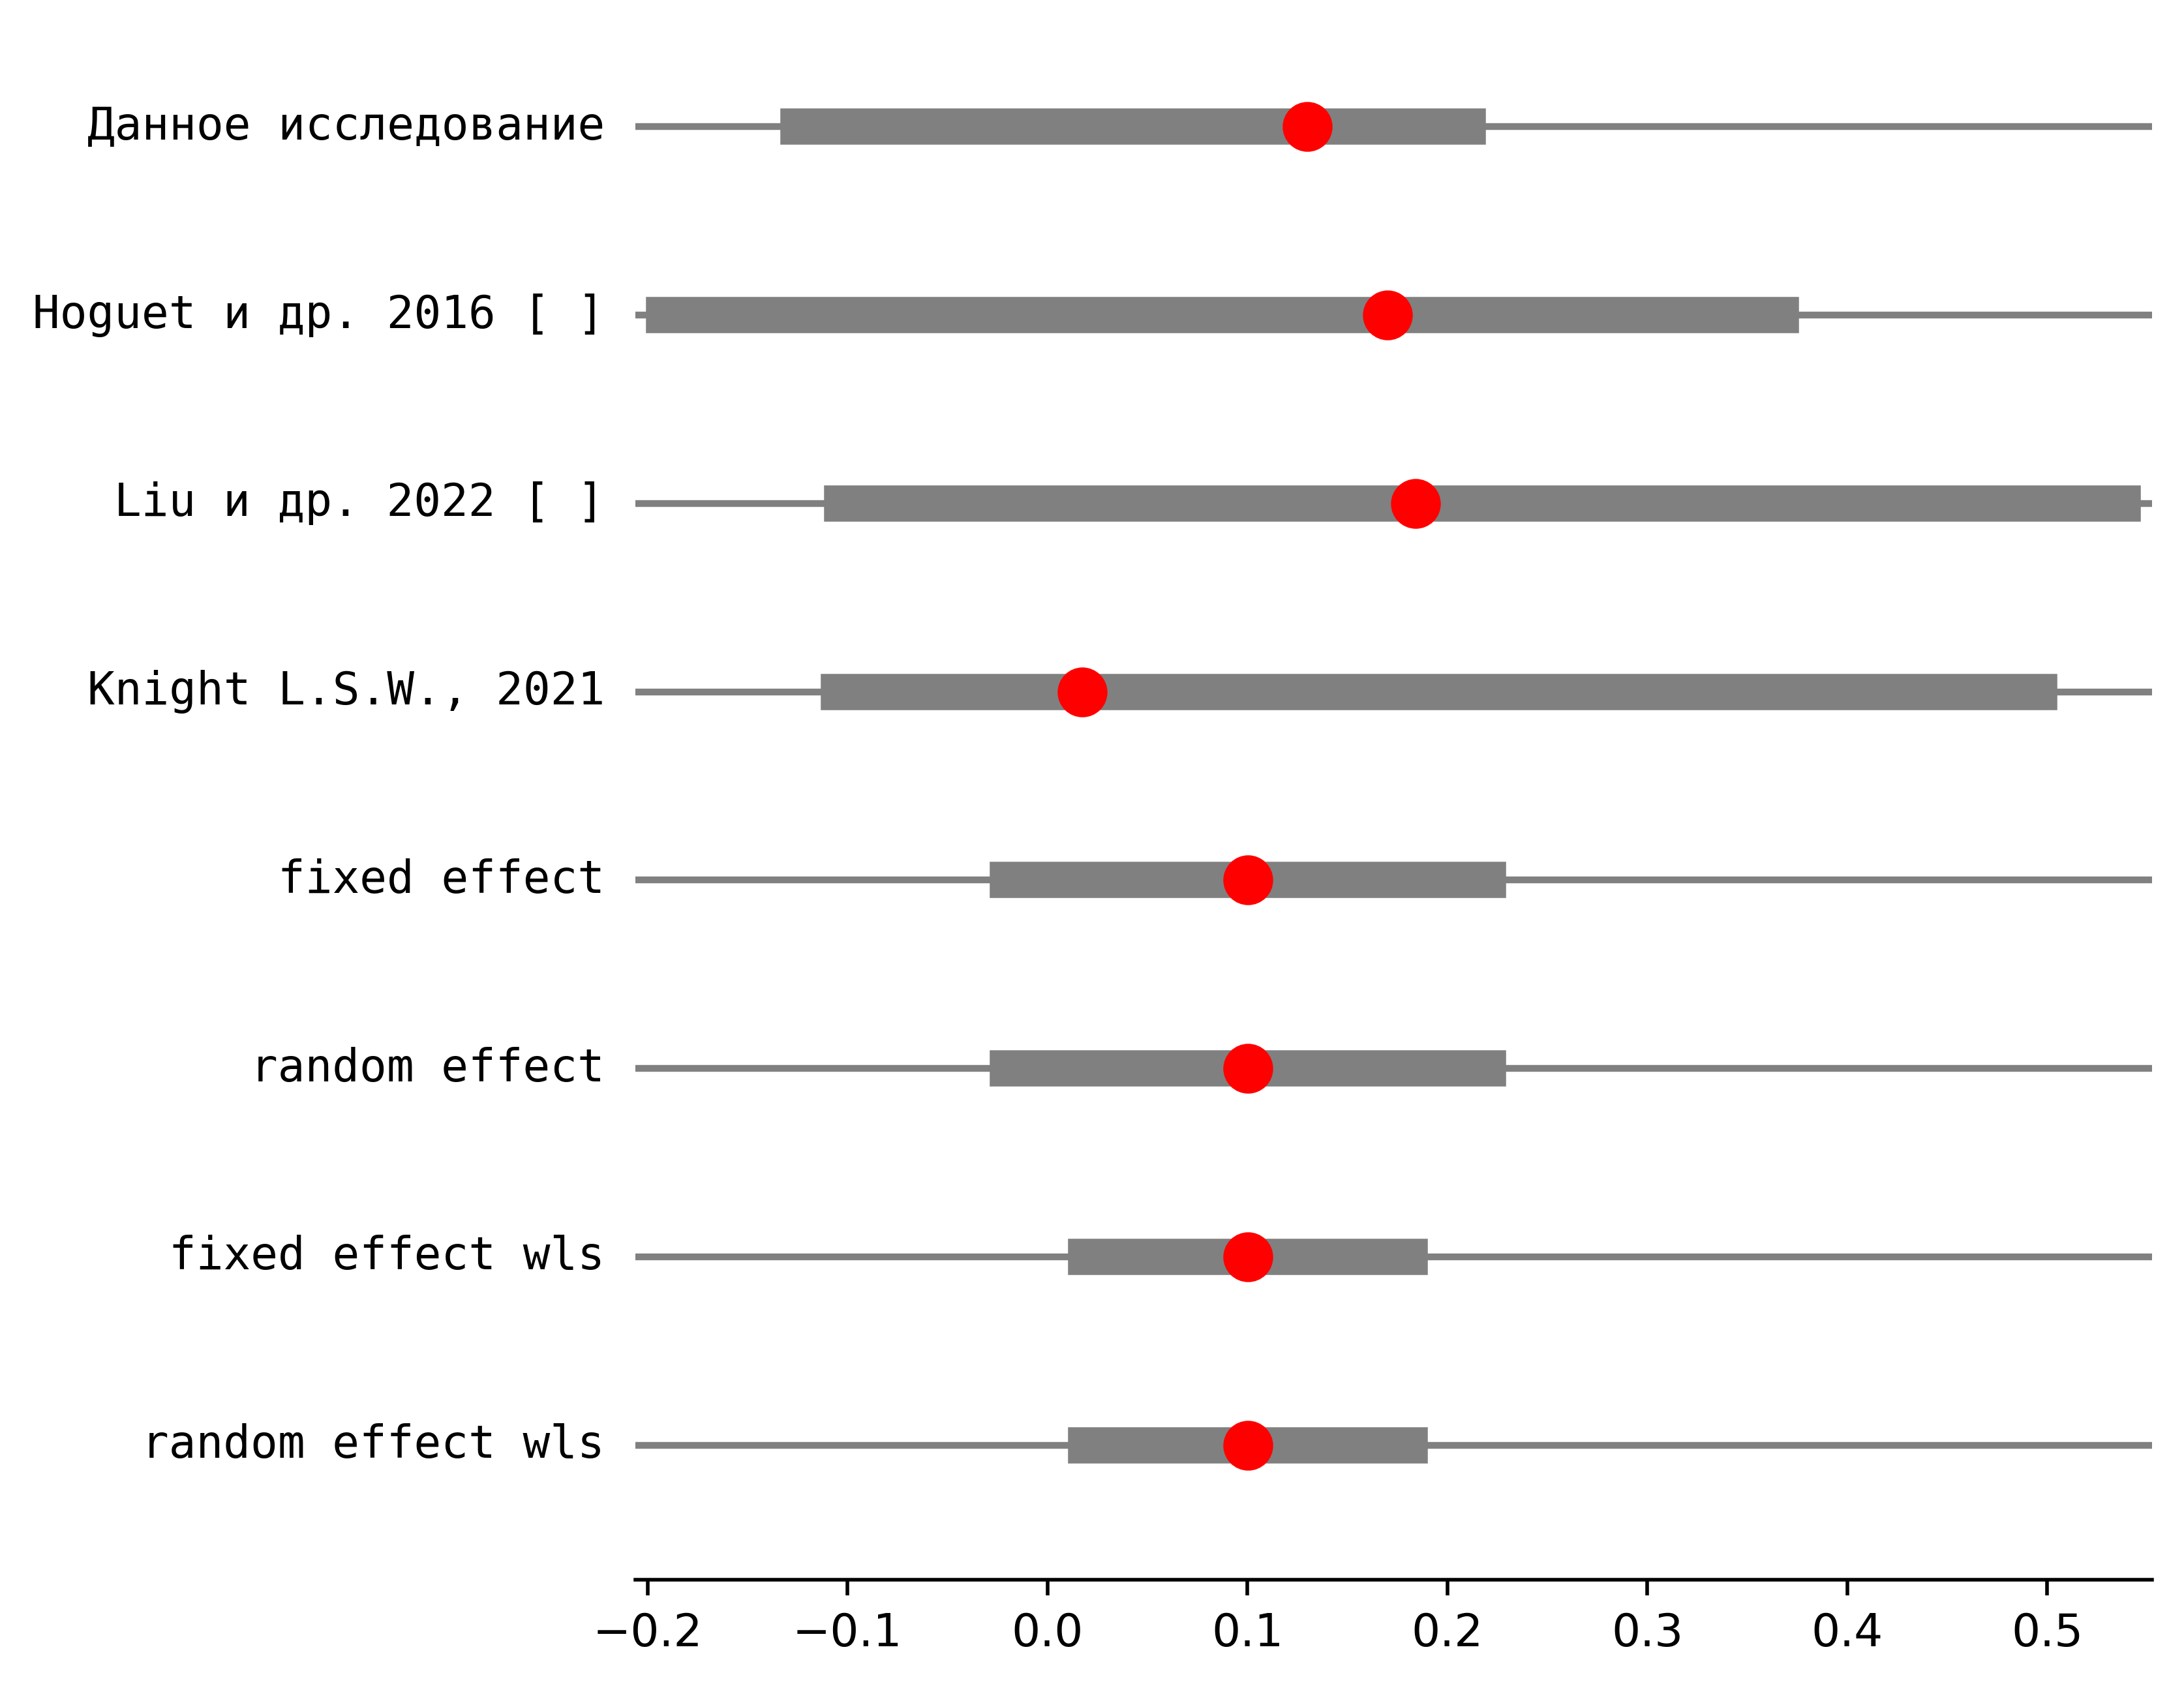 Данное исследование
Hoguet и др. 2016 [ ]
Liu и др. 2022 [ ]
Knight L.S.W., 2021
fixed effect
random effect
fixed effect wls
random effect wls
−0.2 −0.1 0.0 0.1 0.2 0.3 0.4 0.5